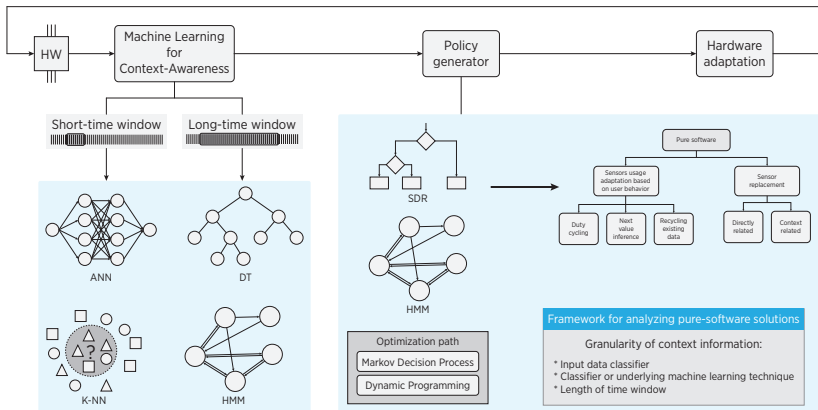 HW
Machine Learning
for
Context-Awareness
Policy
generator
Hardware
adaptation
Short-time window
Long-time window
ANN
DT
K-NN
?
HMM
SDR
HMM
Optimization path
Markov Decision Process
Dynamic Programming
Pure software
Sensors usage
adaptation based
on user behavior
Sensor
replacement
Duty
cycling
Next
value
inference
Recycling
existing
data
Directly
related
Context
related
Framework for analyzing pure-software solutions
Granularity of context information:
* Input data classifier
* Classifier or underlying machine learning technique
* Length of time window